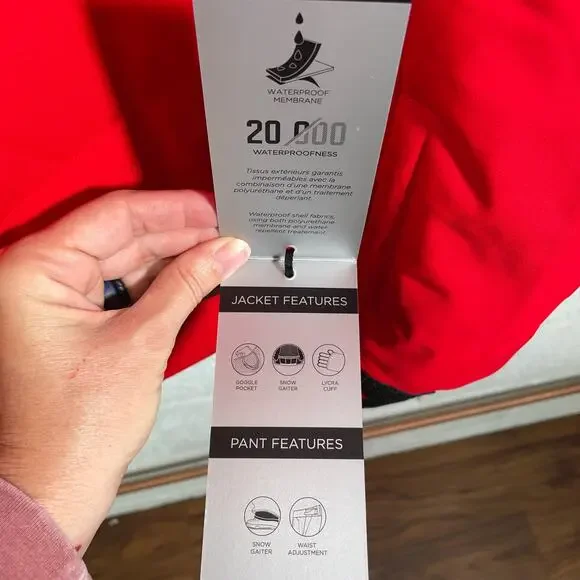 WATERPROOF
MEMBRANE
20 000
WATERPROOFNESS
Tissus extérieurs garantis
imperméables avec la
combinaison d'une membrane
polyuréthane et d'un traitement
déperlant.
Waterproof shell fabrics,
using both polyurethane
membrane and water
repellent treatement.
JACKET FEATURES
GOGGLE
POCKET
SNOW
GAITER
LYCRA
CUFF
PANT FEATURES
SNOW
GAITER
WAIST
ADJUSTMENT